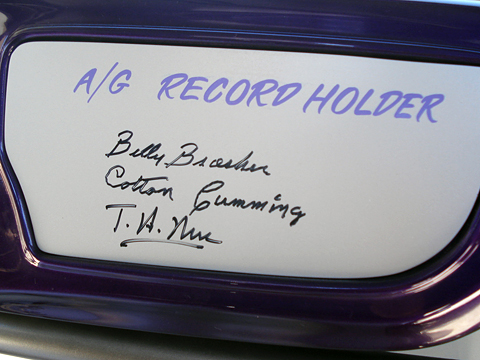 A/G RECORD HOLDER
Billy Brasher
Cotton Cumming
T. H.